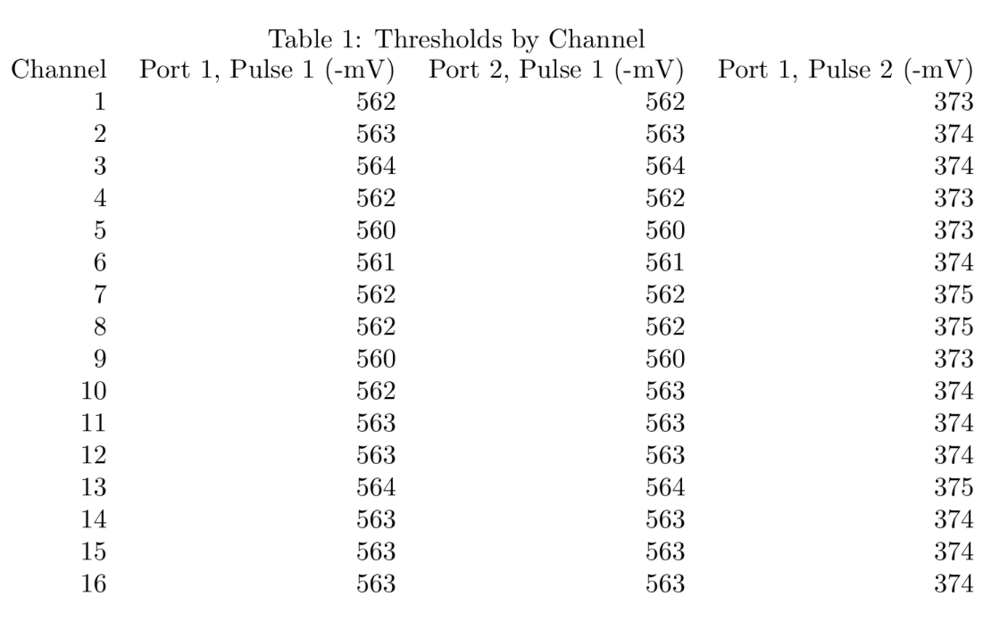 Table 1: Thresholds by Channel
Channel Port 1, Pulse 1 (-mV) Port 2, Pulse 1 (-mV) Port 1, Pulse 2 (-mV)
1 562 562 373
2 563 563 374
3 564 564 374
4 562 562 373
5 560 560 373
6 561 561 374
7 562 562 375
8 562 562 375
9 560 560 373
10 562 563 374
11 563 563 374
12 563 563 374
13 564 564 375
14 563 563 374
15 563 563 374
16 563 563 374